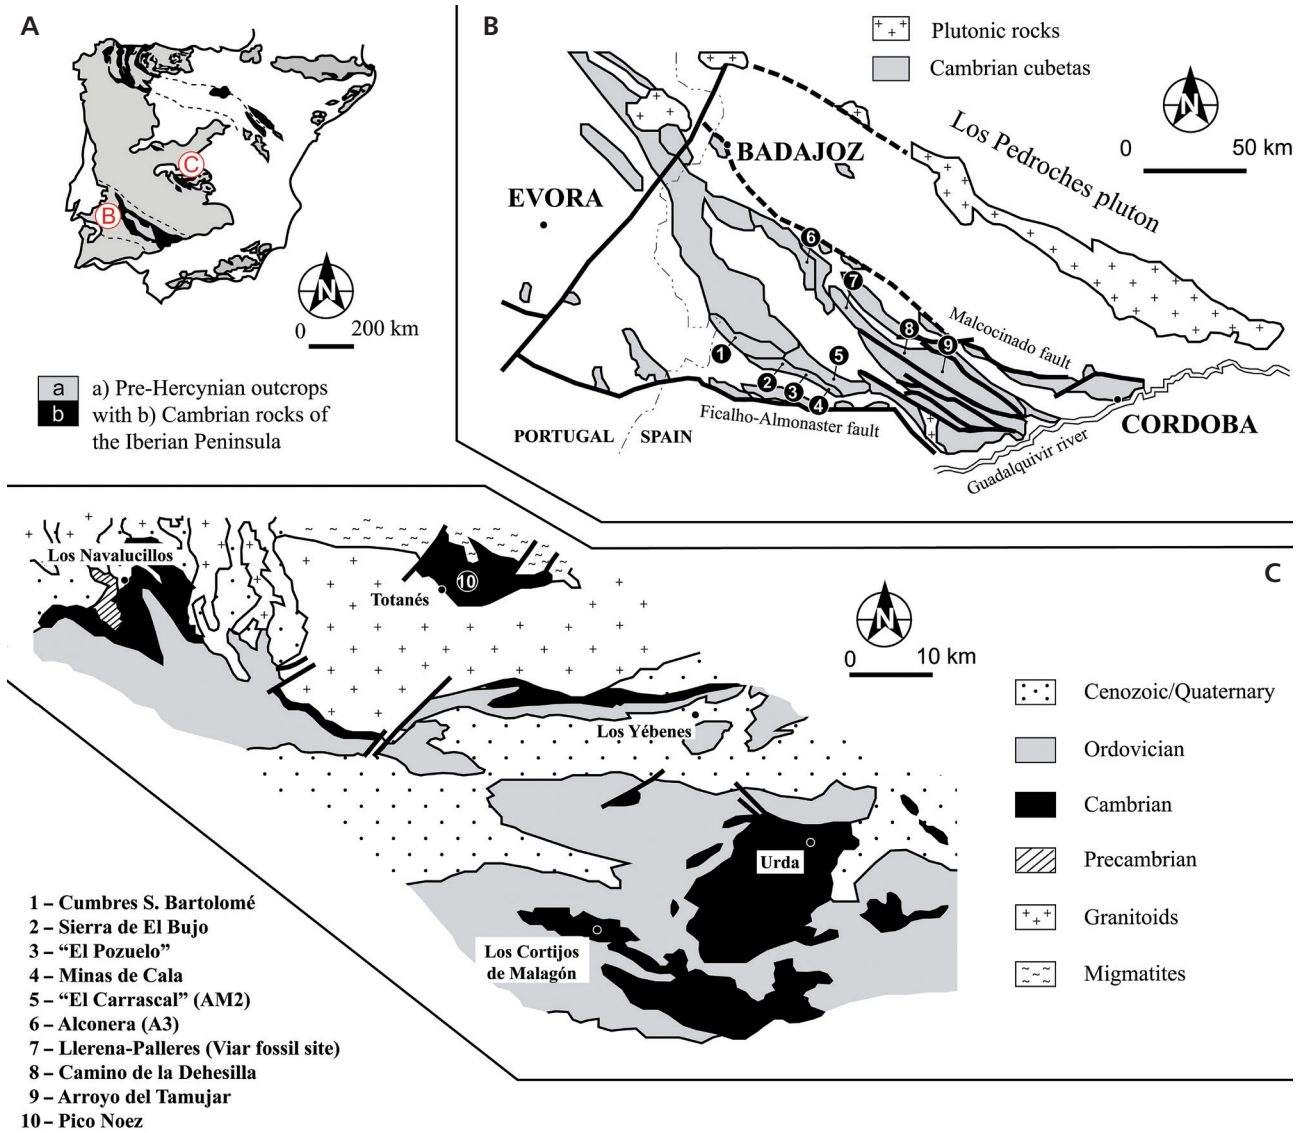 A
C
B
N
0 200 km
a a) Pre-Hercynian outcrops
b with b) Cambrian rocks of
the Iberian Peninsula
B
Plutonic rocks
Cambrian cubetas
N
0 50 km
Los Pedroches pluton
BADAJOZ
EVORA
6
7
8
9
Malcocinado fault
1
5
2
3
4
Ficalho-Almonaster fault
CORDOBA
PORTUGAL SPAIN
Guadalquivir river
C
Los Navalucillos
10
Totanés
N
0 10 km
Los Yébenes
Urda
Los Cortijos
de Malagón
Cenozoic/Quaternary
Ordovician
Cambrian
Precambrian
Granitoids
Migmatites
1 – Cumbres S. Bartolomé
2 – Sierra de El Bujo
3 – “El Pozuelo”
4 – Minas de Cala
5 – “El Carrascal” (AM2)
6 – Alconera (A3)
7 – Llerena-Palleres (Viar fossil site)
8 – Camino de la Dehesilla
9 – Arroyo del Tamujar
10 – Pico Noez